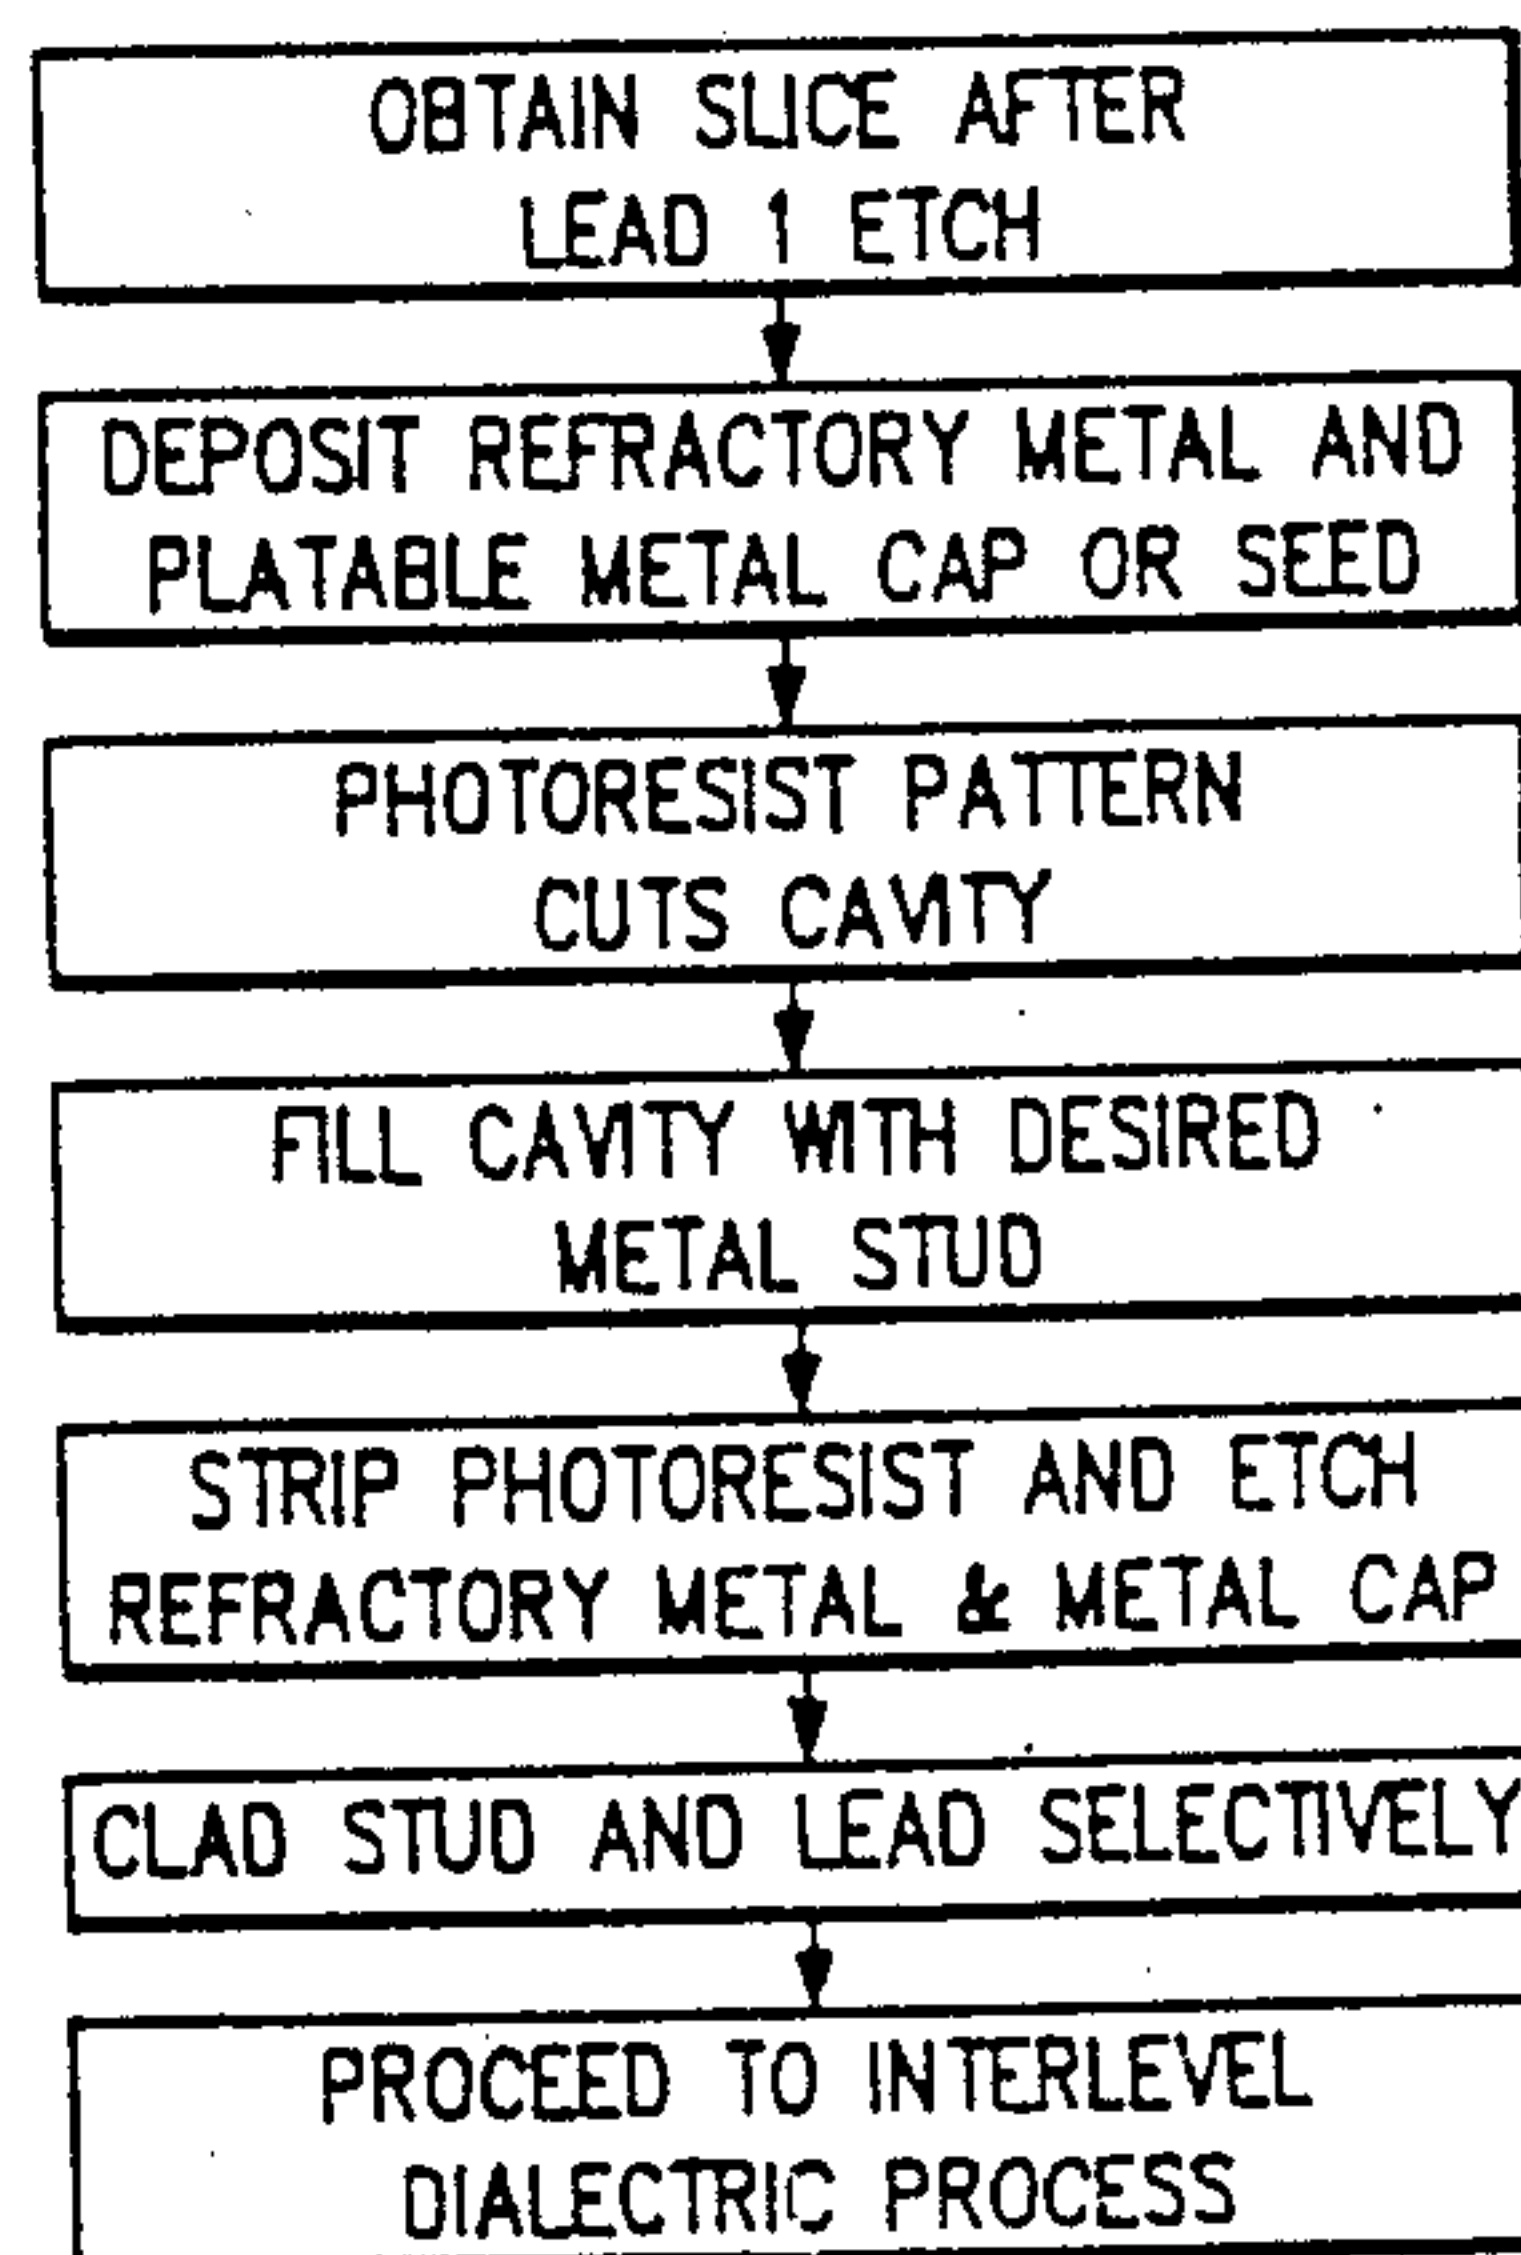 OBTAIN SLICE AFTER
LEAD 1 ETCH
DEPOSIT REFRACTORY METAL AND
PLATABLE METAL CAP OR SEED
PHOTORESIST PATTERN
CUTS CAVITY
FILL CAVITY WITH DESIRED
METAL STUD
STRIP PHOTORESIST AND ETCH
REFRACTORY METAL & METAL CAP
CLAD STUD AND LEAD SELECTIVELY
PROCEED TO INTERLEVEL
DIALECTRIC PROCESS